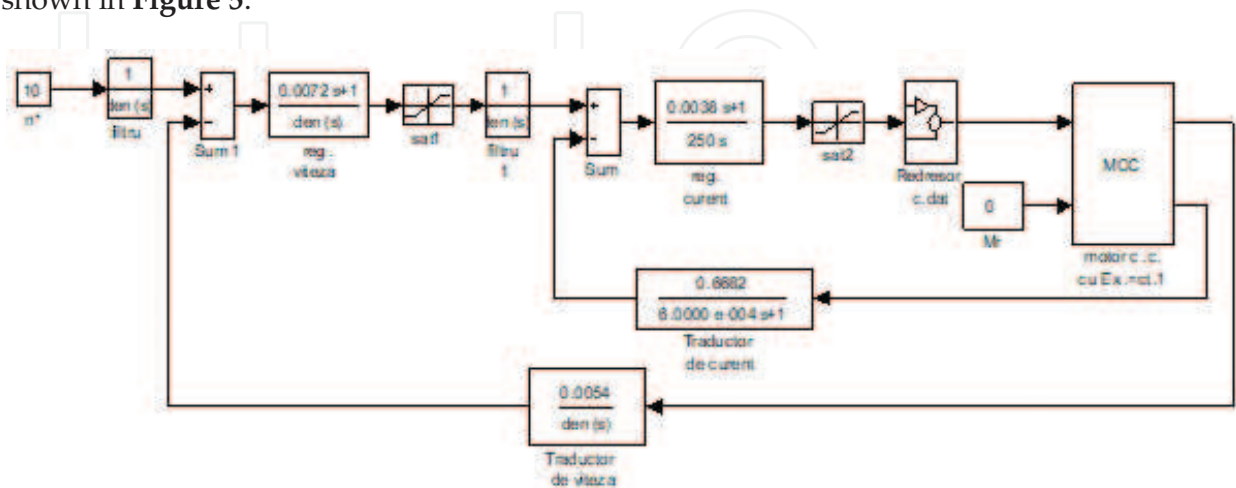 shown in Figure 5.
10
n*
1
den (s)
filtru
+
−
Sum 1
0.0072 s+1
den (s)
reg.
viteza
sat1
1
den (s)
filtru
1
+
−
Sum
0.0038 s+1
250 s
reg.
curent
sat2
Redresor
c.dat
0
Mr
MCC
motor c .c.
cu Ex.=ct.1
0.6682
6.0000 e-004 s+1
Traductor
de curent
0.0054
den (s)
Traductor
de viteza